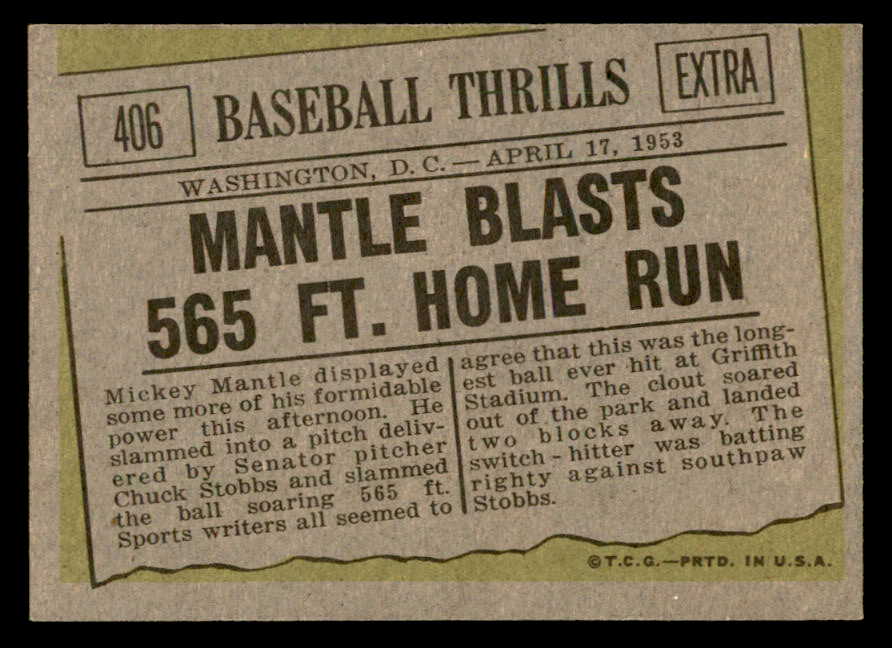 406 BASEBALL THRILLS EXTRA
WASHINGTON, D. C. — APRIL 17, 1953
MANTLE BLASTS
565 FT. HOME RUN
Mickey Mantle displayed
some more of his formidable
power this afternoon. He
slammed into a pitch deliv-
ered by Senator pitcher
Chuck Stobbs and slammed
the ball soaring 565 ft.
Sports writers all seemed to
agree that this was the long-
est ball ever hit at Griffith
Stadium. The clout soared
out of the park and landed
two blocks away. The
switch-hitter was batting
righty against southpaw
Stobbs.
©T.C.G.—PRTD. IN U.S.A.